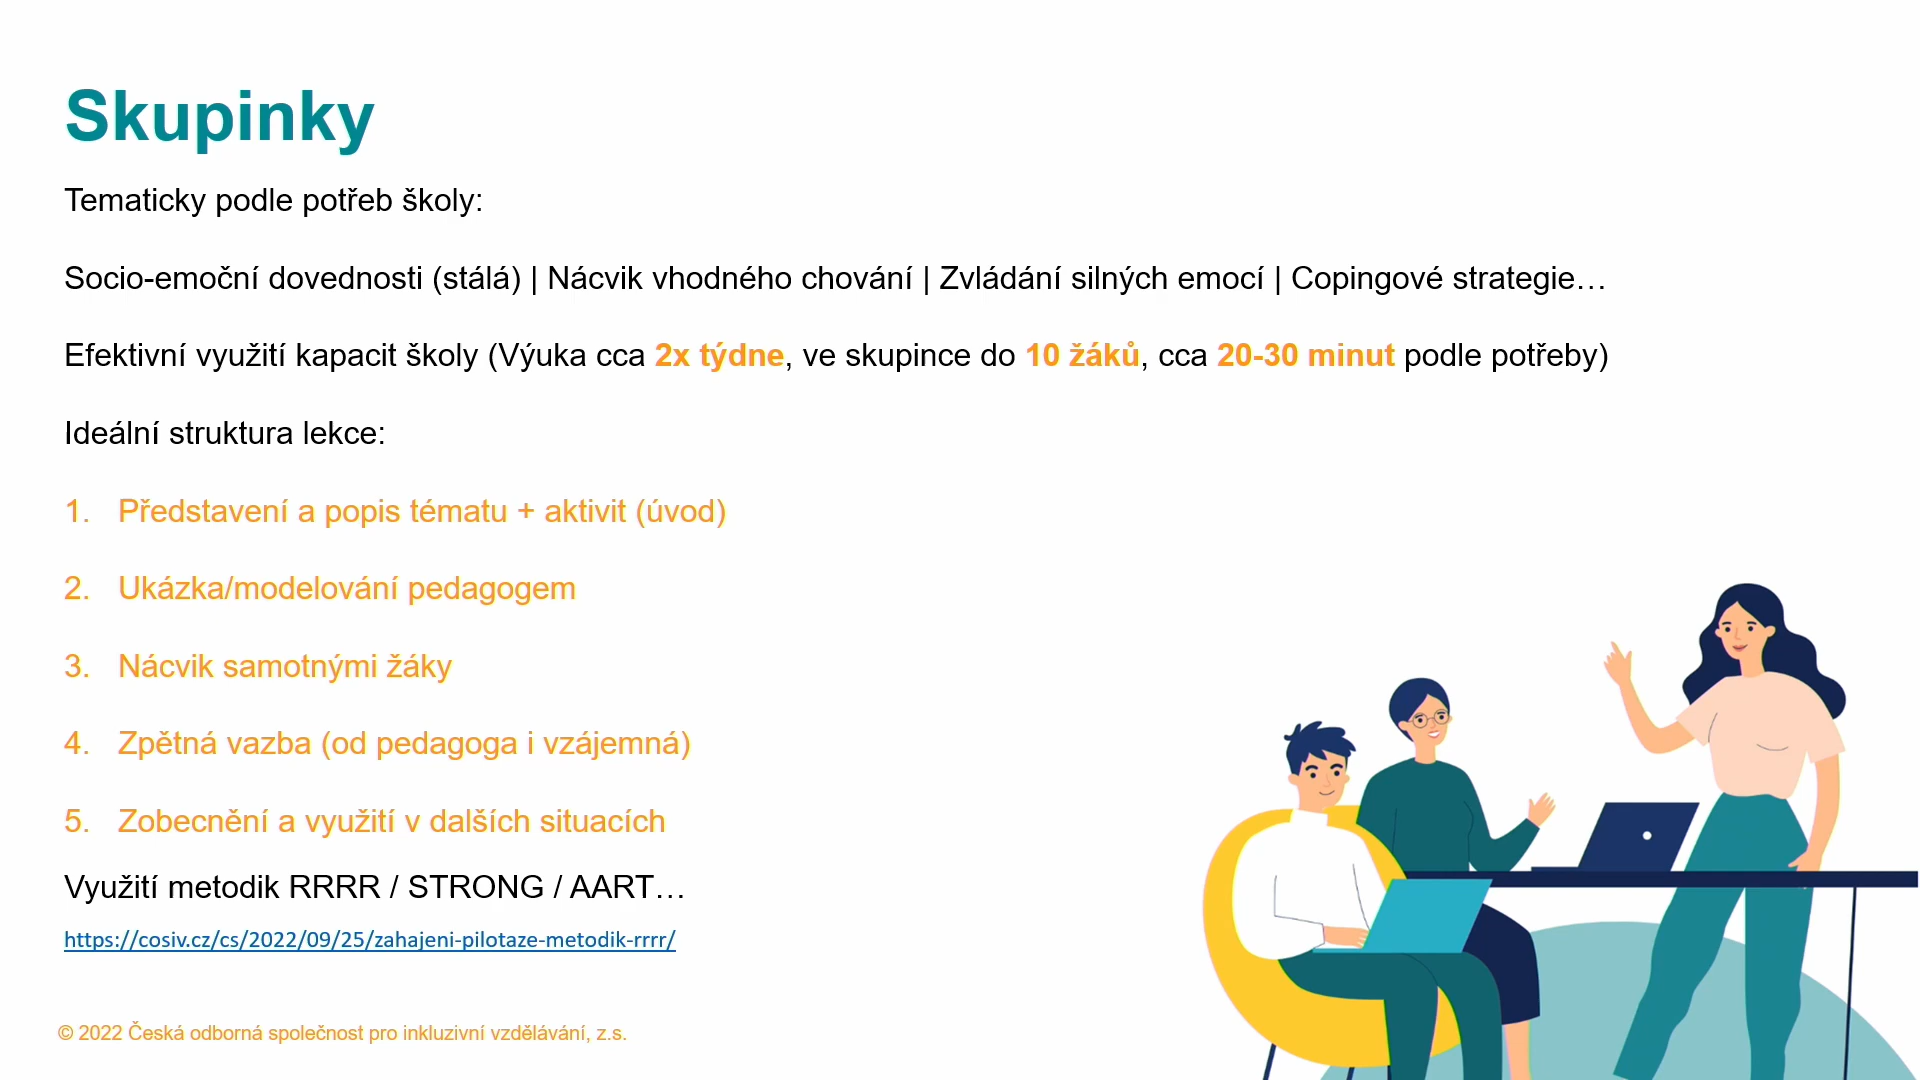 Skupinky
Tematicky podle potřeb školy:
Socio-emoční dovednosti (stálá) | Nácvik vhodného chování | Zvládání silných emocí | Copingové strategie…
Efektivní využití kapacit školy (Výuka cca 2x týdne, ve skupince do 10 žáků, cca 20-30 minut podle potřeby)
Ideální struktura lekce:
1. Představení a popis tématu + aktivit (úvod)
2. Ukázka/modelování pedagogem
3. Nácvik samotnými žáky
4. Zpětná vazba (od pedagoga i vzájemná)
5. Zobecnění a využití v dalších situacích
Využití metodik RRRR / STRONG / AART…
https://cosiv.cz/cs/2022/09/25/zahajeni-pilotaze-metodik-rrrr/
© 2022 Česká odborná společnost pro inkluzivní vzdělávání, z.s.